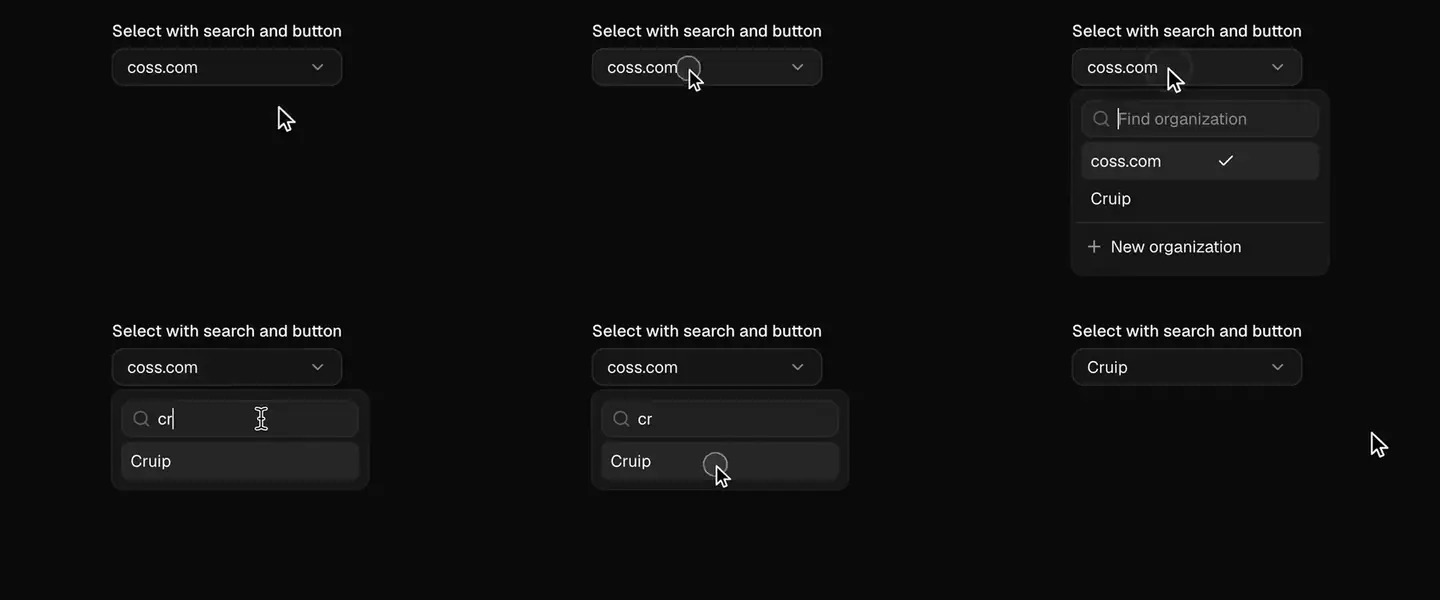 Select with search and button
coss.com
Select with search and button
coss.com
Select with search and button
coss.com
Find organization
coss.com
Cruip
New organization
Select with search and button
coss.com
cr
Cruip
Select with search and button
coss.com
cr
Cruip
Select with search and button
Cruip